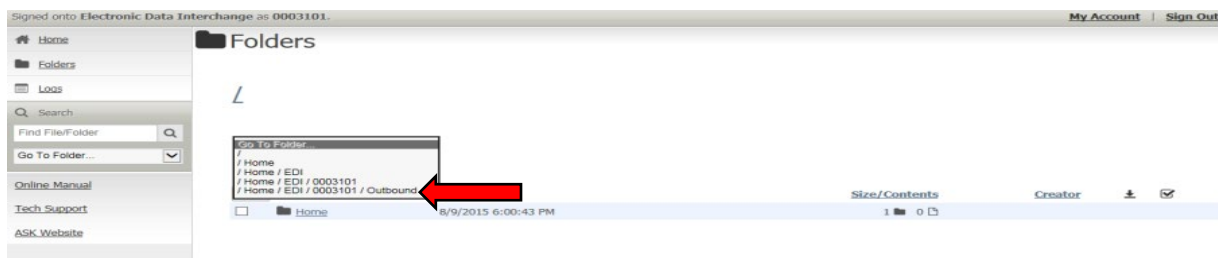 Signed onto Electronic Data Interchange as 0003101.
My Account | Sign Out
Home
Folders
Logs
Search
Find File/Folder
Go To Folder...
Online Manual
Tech Support
ASK Website
Folders
/
Go To Folder...
/
/ Home
/ Home / EDI
/ Home / EDI / 0003101
/ Home / EDI / 0003101 / Outbound
Size/Contents Creator
Home 8/9/2015 6:00:43 PM 1 0